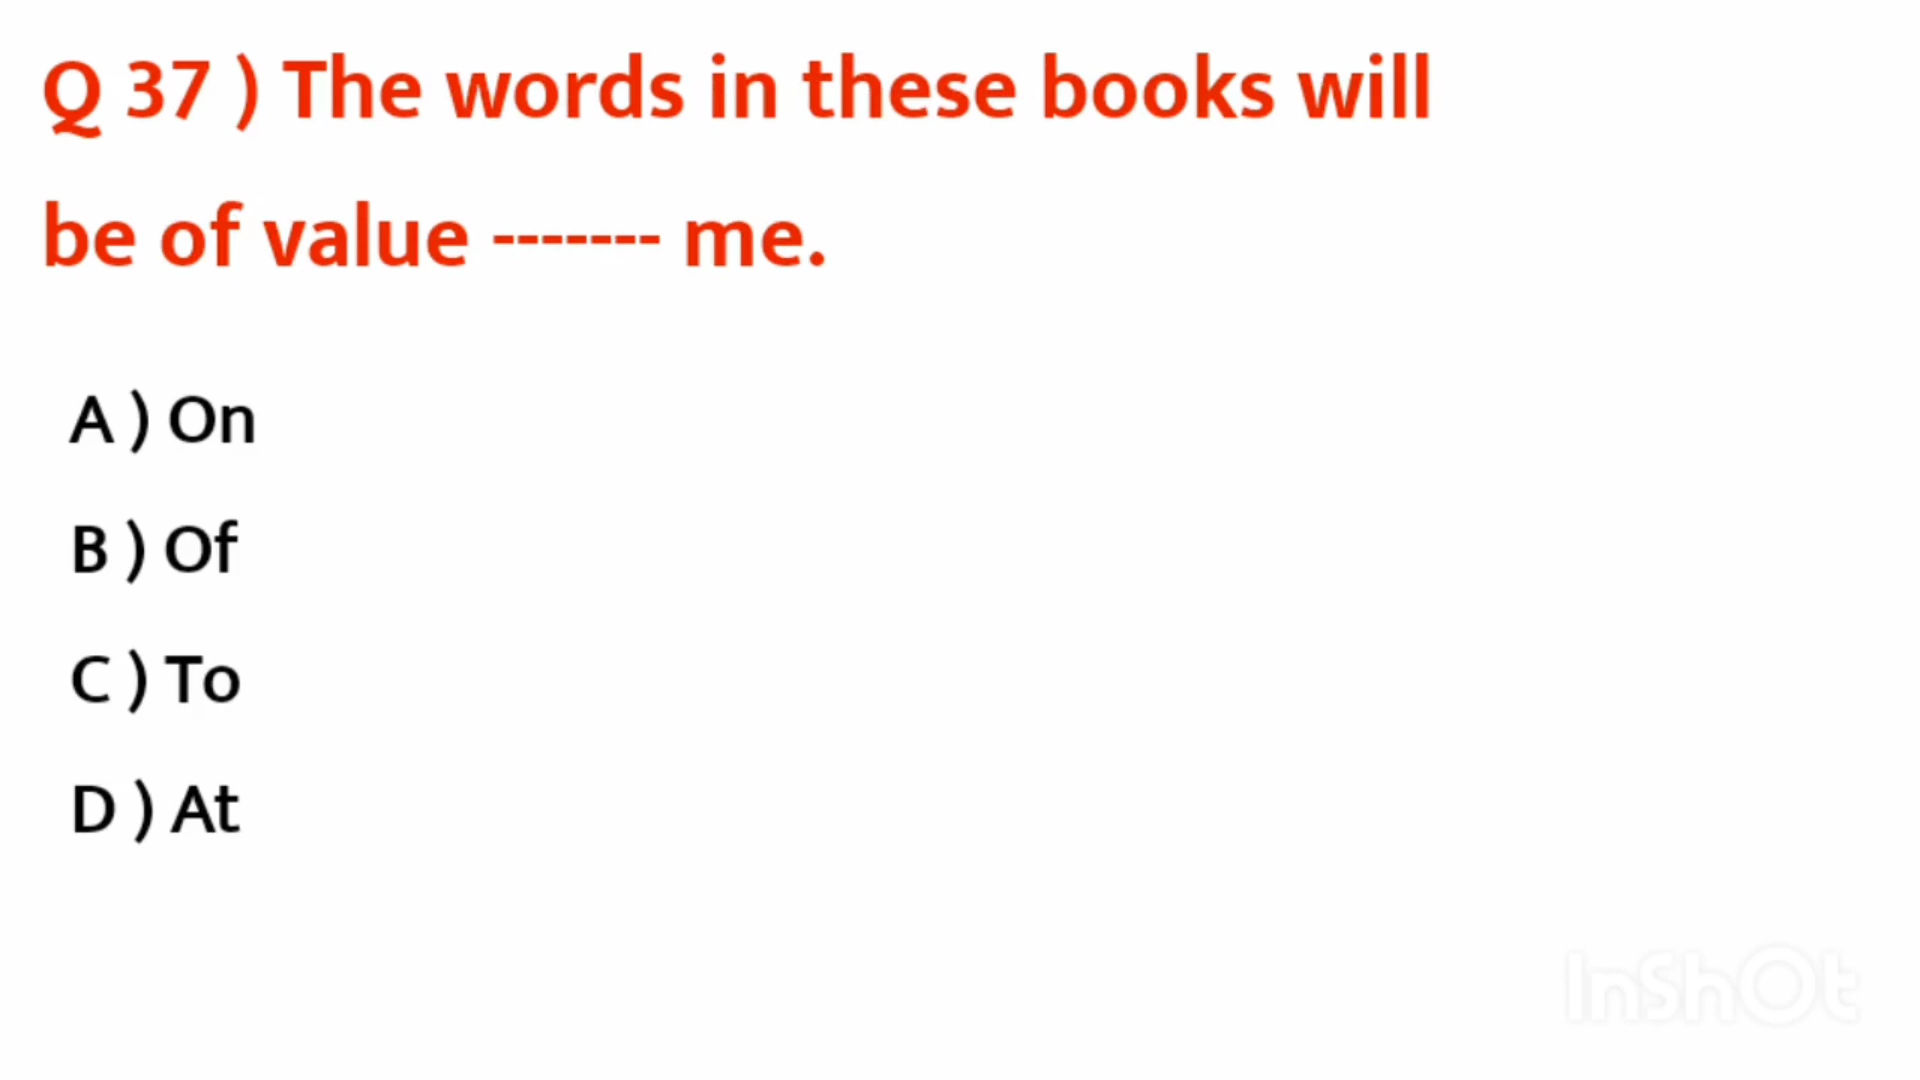 Q 37 ) The words in these books will
be of value ------- me.
A ) On
B ) Of
C ) To
D ) At
InShOt